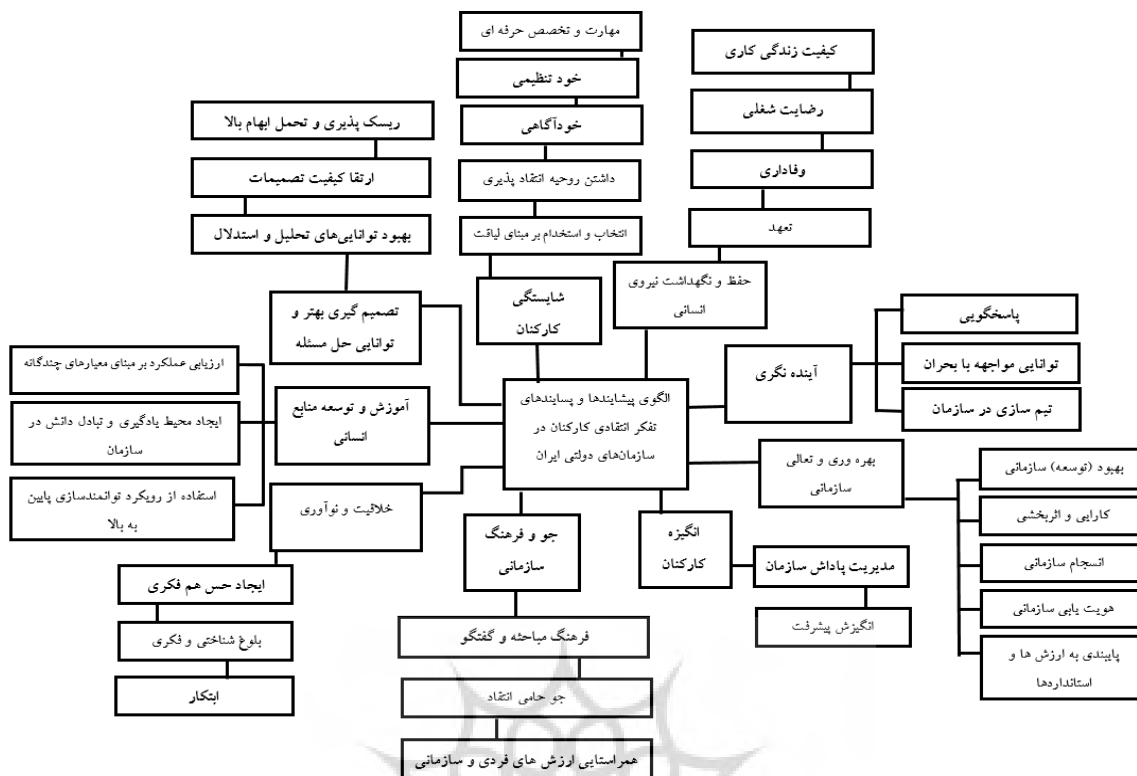 مهارت و تخصص حرفه ای
خود تنظیمی
خودآگاهی
داشتن روحیه انتقاد پذیری
انتخاب و استخدام بر مبنای لیاقت
شایستگی
کارکنان
کیفیت زندگی کاری
رضایت شغلی
وفاداری
تعهد
حفظ و نگهداشت نیروی
انسانی
ریسک پذیری و تحمل ابهام بالا
ارتقا کیفیت تصمیمات
بهبود توانایی‌های تحلیل و استدلال
تصمیم گیری بهتر و
توانایی حل مسئله
پاسخگویی
توانایی مواجهه با بحران
تیم سازی در سازمان
آینده نگری
الگوی پیشایندها و پسایندهای
تفکر انتقادی کارکنان در
سازمان‌های دولتی ایران
آموزش و توسعه منابع
انسانی
ارزیابی عملکرد بر مبنای معیارهای چندگانه
ایجاد محیط یادگیری و تبادل دانش در
سازمان
استفاده از رویکرد توانمندسازی پایین
به بالا
بهره وری و تعالی
سازمانی
بهبود (توسعه) سازمانی
کارایی و اثربخشی
انسجام سازمانی
هویت یابی سازمانی
پایبندی به ارزش ها و
استانداردها
خلاقیت و نوآوری
ایجاد حس هم فکری
بلوغ شناختی و فکری
ابتکار
جو و فرهنگ
سازمانی
فرهنگ مباحثه و گفتگو
جو حامی انتقاد
همراستایی ارزش های فردی و سازمانی
انگیزه
کارکنان
مدیریت پاداش سازمان
انگیزش پیشرفت